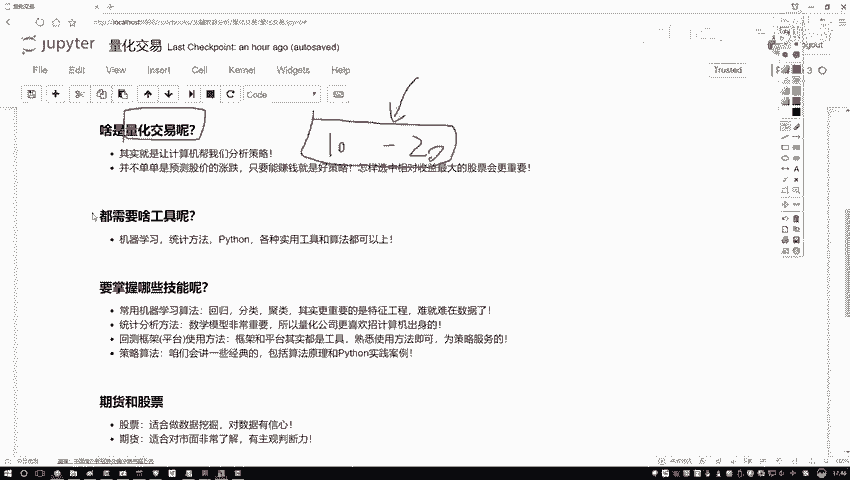 量化交易
jupyter 量化交易 Last Checkpoint: an hour ago (autosaved)
File Edit View Insert Cell Kernel Widgets Help
Trusted
Code
啥是量化交易呢?
10 - 20
其实就是让计算机帮我们分析策略!
并不单单是预测股价的涨跌，只要能赚钱就是好策略！怎样选中相对收益最大的股票会更重要!
都需要啥工具呢?
机器学习，统计方法，Python，各种实用工具和算法都可以上!
要掌握哪些技能呢?
常用机器学习算法：回归，分类，聚类，其实更重要的是特征工程，难就难在数据了!
统计分析方法：数学模型非常重要，所以量化公司更喜欢招计算机出身的!
回测框架(平台)使用方法：框架和平台其实都是工具，熟悉使用方法即可，为策略服务的!
策略算法：咱们会讲一些经典的，包括算法原理和Python实践案例!
期货和股票
股票：适合做数据挖掘，对数据有信心!
期货：适合对市面非常了解，有主观判断力!